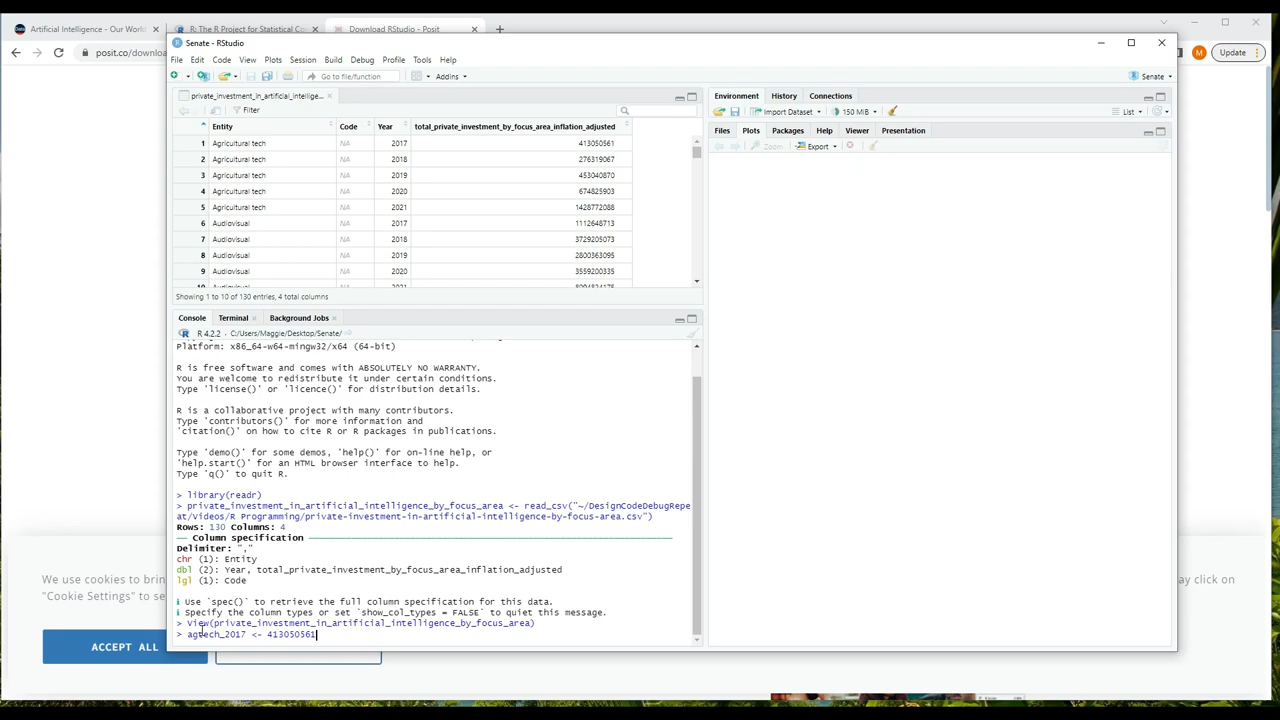 Artificial Intelligence - Our World
R: The R Project for Statistical Co
Download RStudio - Posit
posit.co/download
M
Update
Senate - RStudio
File Edit Code View Plots Session Build Debug Profile Tools Help
Go to file/function
Addins
Senate
private_investment_in_artificial_intellige...
Filter
Entity Code Year total_private_investment_by_focus_area_inflation_adjusted
1 Agricultural tech NA 2017 413050561
2 Agricultural tech NA 2018 276319067
3 Agricultural tech NA 2019 453040870
4 Agricultural tech NA 2020 674825903
5 Agricultural tech NA 2021 1428772088
6 Audiovisual NA 2017 1112648713
7 Audiovisual NA 2018 3729205073
8 Audiovisual NA 2019 2800363095
9 Audiovisual NA 2020 3559200335
Showing 1 to 10 of 130 entries, 4 total columns
Console Terminal Background Jobs
R 4.2.2 · C:/Users/Maggie/Desktop/Senate/
Platform: x86_64-w64-mingw32/x64 (64-bit)
R is free software and comes with ABSOLUTELY NO WARRANTY.
You are welcome to redistribute it under certain conditions.
Type 'license()' or 'licence()' for distribution details.
R is a collaborative project with many contributors.
Type 'contributors()' for more information and
'citation()' on how to cite R or R packages in publications.
Type 'demo()' for some demos, 'help()' for on-line help, or
'help.start()' for an HTML browser interface to help.
Type 'q()' to quit R.
> library(readr)
> private_investment_in_artificial_intelligence_by_focus_area <- read_csv("~/DesignCodeDebugRepe
at/Videos/R Programming/private-investment-in-artificial-intelligence-by-focus-area.csv")
Rows: 130 Columns: 4
── Column specification ──
Delimiter: ","
chr (1): Entity
dbl (2): Year, total_private_investment_by_focus_area_inflation_adjusted
lgl (1): Code
ℹ Use `spec()` to retrieve the full column specification for this data.
ℹ Specify the column types or set `show_col_types = FALSE` to quiet this message.
> View(private_investment_in_artificial_intelligence_by_focus_area)
> agtech_2017 <- 413050561
Environment History Connections
Import Dataset 150 MiB List
Files Plots Packages Help Viewer Presentation
Zoom Export
We use cookies to brin
"Cookie Settings" to se
ay click on
ACCEPT ALL